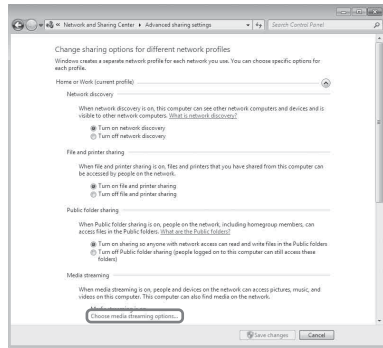 « Network and Sharing Center ▸ Advanced sharing settings
Search Control Panel
Change sharing options for different network profiles
Windows creates a separate network profile for each network you use. You can choose specific options for
each profile.
Home or Work (current profile)
Network discovery
When network discovery is on, this computer can see other network computers and devices and is
visible to other network computers. What is network discovery?
Turn on network discovery
Turn off network discovery
File and printer sharing
When file and printer sharing is on, files and printers that you have shared from this computer can
be accessed by people on the network.
Turn on file and printer sharing
Turn off file and printer sharing
Public folder sharing
When Public folder sharing is on, people on the network, including homegroup members, can
access files in the Public folders. What are the Public folders?
Turn on sharing so anyone with network access can read and write files in the Public folders
Turn off Public folder sharing (people logged on to this computer can still access these
folders)
Media streaming
When media streaming is on, people and devices on the network can access pictures, music, and
videos on this computer. This computer can also find media on the network.
Choose media streaming options...
Save changes
Cancel